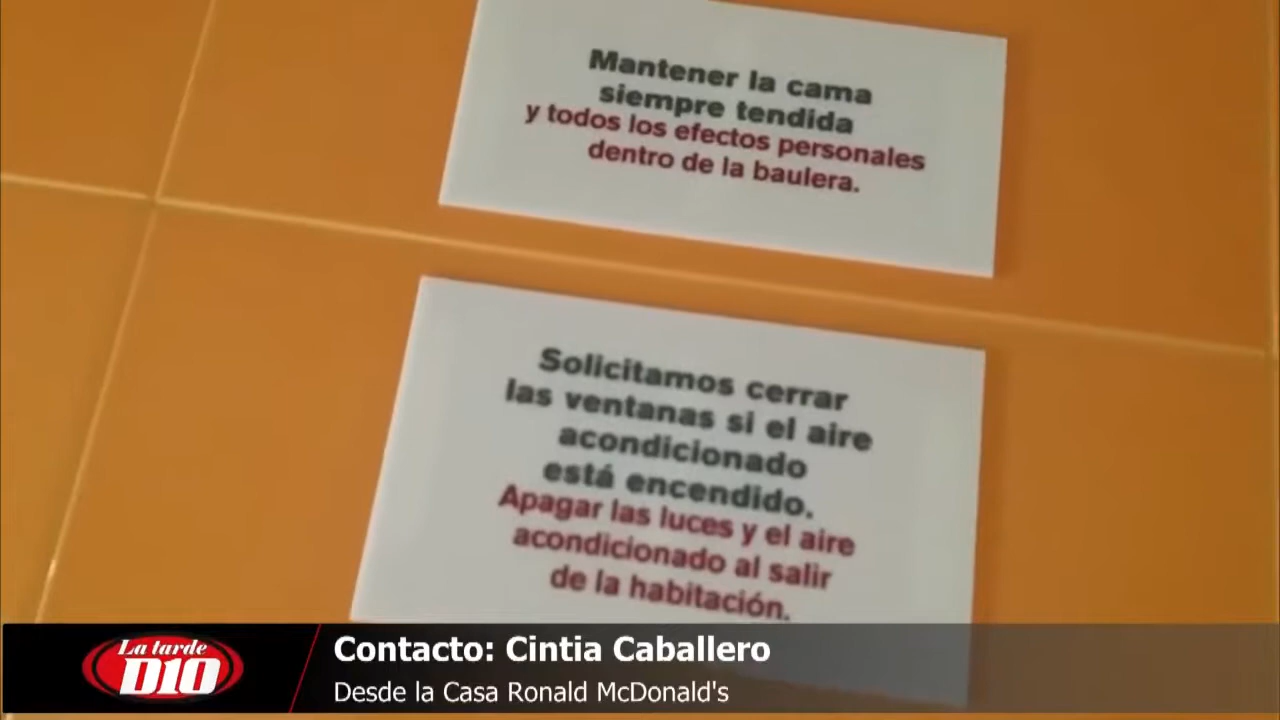 Mantener la cama
siempre tendida
y todos los efectos personales
dentro de la baulera.
Solicitamos cerrar
las ventanas si el aire
acondicionado
está encendido.
Apagar las luces y el aire
acondicionado al salir
de la habitación.
La tarde
D10
Contacto: Cintia Caballero
Desde la Casa Ronald McDonald's